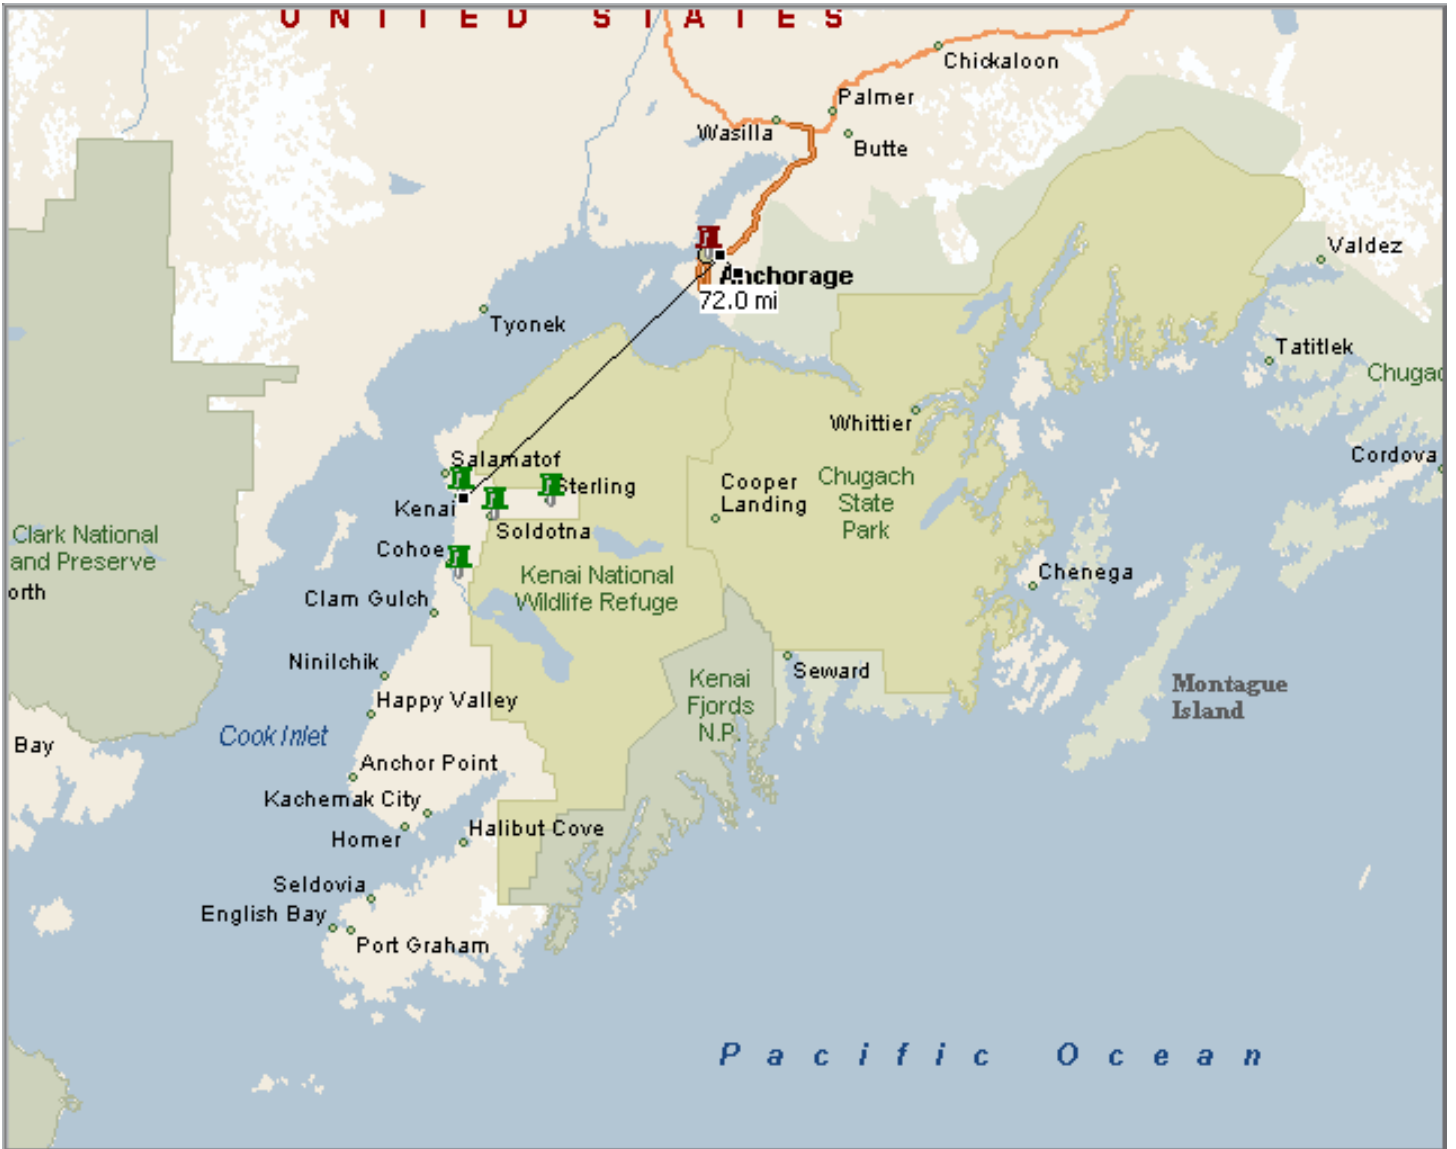 UNITED STATES
Chickaloon
Palmer
Wasilla
Butte
Valdez
Anchorage
72.0 mi
Tyonek
Tatitlek
Chugac
Whittier
Cordova
Salamatof
Sterling
Cooper
Landing
Chugach
State
Park
Kenai
Soldotna
Clark National
and Preserve
orth
Cohoe
Kenai National
Wildlife Refuge
Chenega
Clam Gulch
Ninilchik
Seward
Kenai
Fjords
N.P.
Montague
Island
Happy Valley
Cook Inlet
Bay
Anchor Point
Kachemak City
Homer
Halibut Cove
Seldovia
English Bay
Port Graham
Pacific Ocean